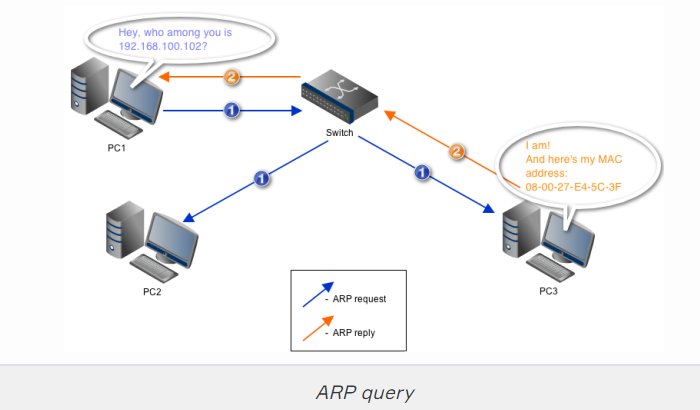 Hey, who among you is
192.168.100.102?
2
1
PC1
Switch
I am!
And here's my MAC
address:
08-00-27-E4-5C-3F
2
1
1
PC2
PC3
- ARP request
- ARP reply
ARP query